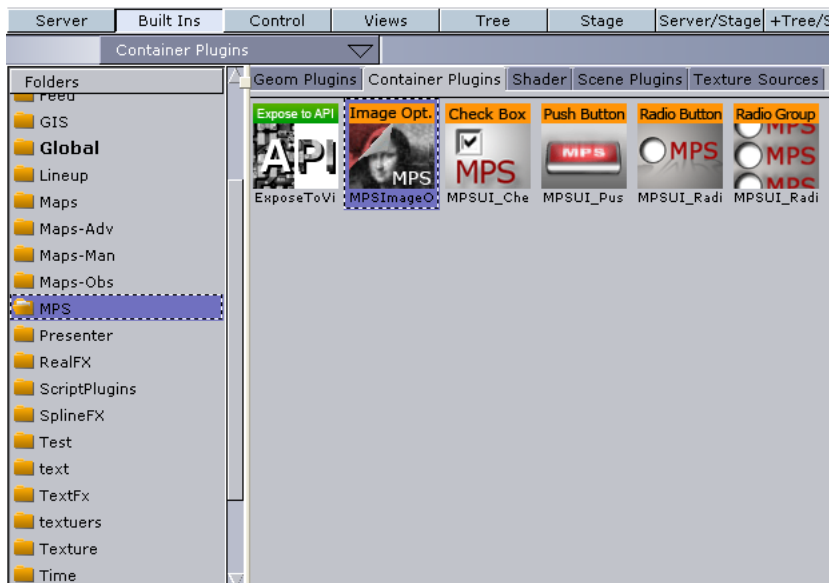 Server Built Ins Control Views Tree Stage Server/Stage +Tree/S
Container Plugins
Folders
Feed
GIS
Global
Lineup
Maps
Maps-Adv
Maps-Man
Maps-Obs
MPS
Presenter
RealFX
ScriptPlugins
SplineFX
Test
text
TextFx
textuers
Texture
Time
Geom Plugins Container Plugins Shader Scene Plugins Texture Sources
Expose to API Image Opt. Check Box Push Button Radio Button Radio Group
API MPS MPS MPS MPS MPS MPS MPS
ExposeToVi MPSImageO MPSUI_Che MPSUI_Pus MPSUI_Radi MPSUI_Radi